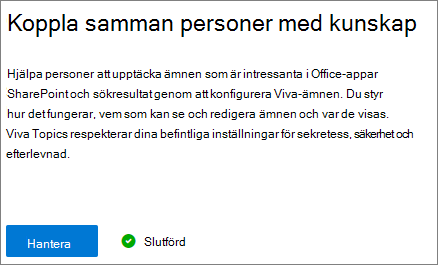 Koppla samman personer med kunskap
Hjälpa personer att upptäcka ämnen som är intressanta i Office-appar
SharePoint och sökresultat genom att konfigurera Viva-ämnen. Du styr
hur det fungerar, vem som kan se och redigera ämnen och var de visas.
Viva Topics respekterar dina befintliga inställningar för sekretess, säkerhet och
efterlevnad.
Hantera
Slutförd